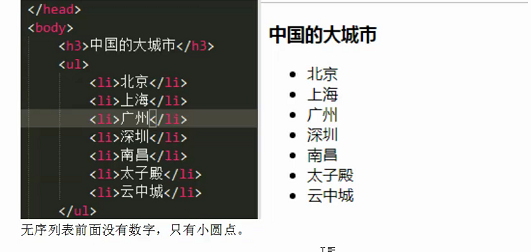 </head>
<body>
<h3>中国的大城市</h3>
<ul>
<li>北京</li>
<li>上海</li>
<li>广州</li>
<li>深圳</li>
<li>南昌</li>
<li>太子殿</li>
<li>云中城</li>
</ul>
中国的大城市
北京
上海
广州
深圳
南昌
太子殿
云中城
无序列表前面没有数字，只有小圆点。